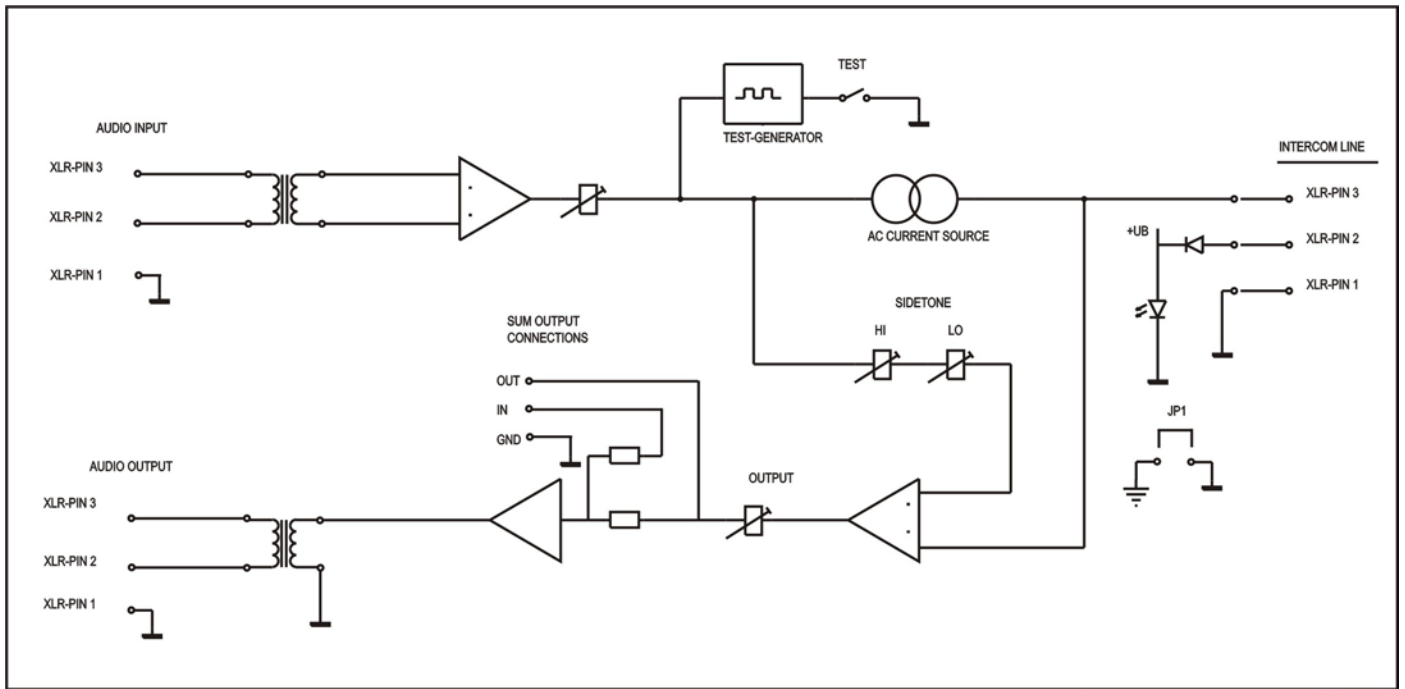 TEST
AUDIO INPUT
TEST-GENERATOR
INTERCOM LINE
XLR-PIN 3
XLR-PIN 3
XLR-PIN 2
+UB
AC CURRENT SOURCE
XLR-PIN 2
XLR-PIN 1
XLR-PIN 1
SIDETONE
SUM OUTPUT
CONNECTIONS
HI
LO
OUT
IN
GND
JP1
AUDIO OUTPUT
OUTPUT
XLR-PIN 3
XLR-PIN 2
XLR-PIN 1